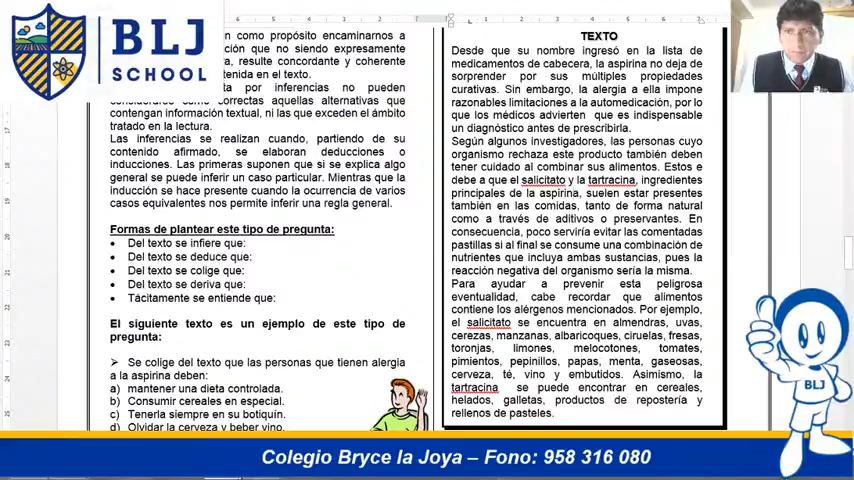 BLJ
SCHOOL
n como propósito encaminarnos a
ción que no siendo expresamente
a, resulte concordante y coherente
tenida en el texto.
ta por inferencias no pueden
considerarse como correctas aquellas alternativas que
contengan información textual, ni las que exceden el ámbito
tratado en la lectura.
Las inferencias se realizan cuando, partiendo de su
contenido afirmado, se elaboran deducciones o
inducciones. Las primeras suponen que si se explica algo
general se puede inferir un caso particular. Mientras que la
inducción se hace presente cuando la ocurrencia de varios
casos equivalentes nos permite inferir una regla general.
Formas de plantear este tipo de pregunta:
• Del texto se infiere que:
• Del texto se deduce que:
• Del texto se colige que:
• Del texto se deriva que:
• Tácitamente se entiende que:
El siguiente texto es un ejemplo de este tipo de
pregunta:
➢ Se colige del texto que las personas que tienen alergia
a la aspirina deben:
a) mantener una dieta controlada.
b) Consumir cereales en especial.
c) Tenerla siempre en su botiquín.
d) Olvidar la cerveza y beber vino.
TEXTO
Desde que su nombre ingresó en la lista de
medicamentos de cabecera, la aspirina no deja de
sorprender por sus múltiples propiedades
curativas. Sin embargo, la alergia a ella impone
razonables limitaciones a la automedicación, por lo
que los médicos advierten que es indispensable
un diagnóstico antes de prescribirla.
Según algunos investigadores, las personas cuyo
organismo rechaza este producto también deben
tener cuidado al combinar sus alimentos. Estos e
debe a que el salicitato y la tartracina, ingredientes
principales de la aspirina, suelen estar presentes
también en las comidas, tanto de forma natural
como a través de aditivos o preservantes. En
consecuencia, poco serviría evitar las comentadas
pastillas si al final se consume una combinación de
nutrientes que incluya ambas sustancias, pues la
reacción negativa del organismo sería la misma.
Para ayudar a prevenir esta peligrosa
eventualidad, cabe recordar que alimentos
contiene los alérgenos mencionados. Por ejemplo,
el salicitato se encuentra en almendras, uvas,
cerezas, manzanas, albaricoques, ciruelas, fresas,
toronjas, limones, melocotones, tomates,
pimientos, pepinillos, papas, menta, gaseosas,
cerveza, té, vino y embutidos. Asimismo, la
tartracina se puede encontrar en cereales,
helados, galletas, productos de repostería y
rellenos de pasteles.
BLJ
Colegio Bryce la Joya – Fono: 958 316 080